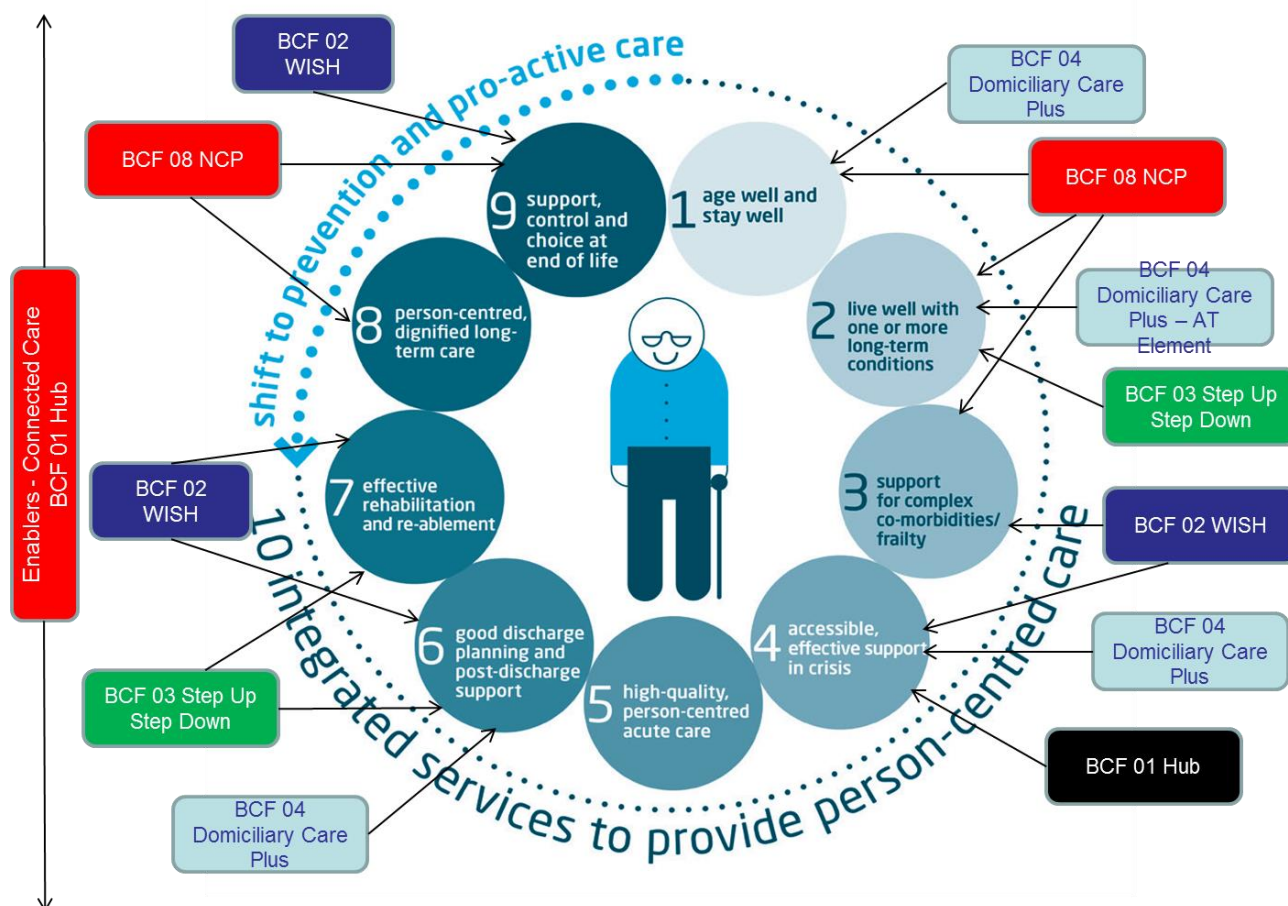 BCF 02
WISH
BCF 04
Domiciliary Care
Plus
shift to prevention and pro-active care
BCF 08 NCP
BCF 08 NCP
9 support,
control and
choice at
end of life
1 age well and
stay well
BCF 04
Domiciliary Care
Plus – AT
Element
8 person-centred,
dignified long-
term care
2 live well with
one or more
long-term
conditions
BCF 03 Step Up
Step Down
Enablers - Connected Care
BCF 01 Hub
BCF 02
WISH
7 effective
rehabilitation
and re-ablement
3 support
for complex
co-morbidities/
frailty
BCF 02 WISH
6 good discharge
planning and
post-discharge
support
4 accessible,
effective support
in crisis
BCF 04
Domiciliary Care
Plus
BCF 03 Step Up
Step Down
5 high-quality,
person-centred
acute care
BCF 01 Hub
BCF 04
Domiciliary Care
Plus
10 integrated services to provide person-centred care